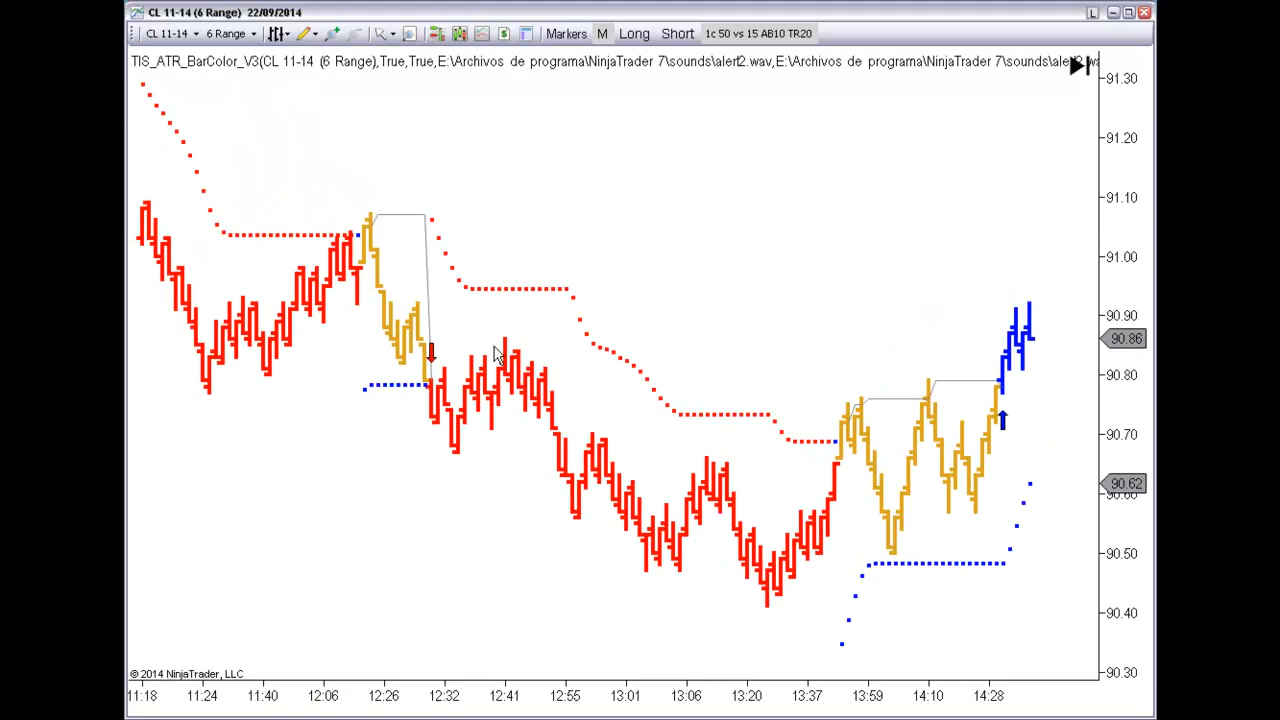 CL 11-14 (6 Range) 22/09/2014 L
CL 11-14 6 Range Markers M Long Short 1c 50 vs 15 AB10 TR20
TIS_ATR_BarColor_V3(CL 11-14 (6 Range),True,True,E:\Archivos de programa\NinjaTrader 7\sounds\alert2.wav,E:\Archivos de programa\NinjaTrader 7\sounds\alert2.wa
91.30
91.20
91.10
91.00
90.90
90.86
90.80
90.70
90.62
90.60
90.50
90.40
90.30
© 2014 NinjaTrader, LLC
11:18 11:24 11:40 12:06 12:26 12:32 12:41 12:55 13:01 13:06 13:20 13:37 13:59 14:10 14:28